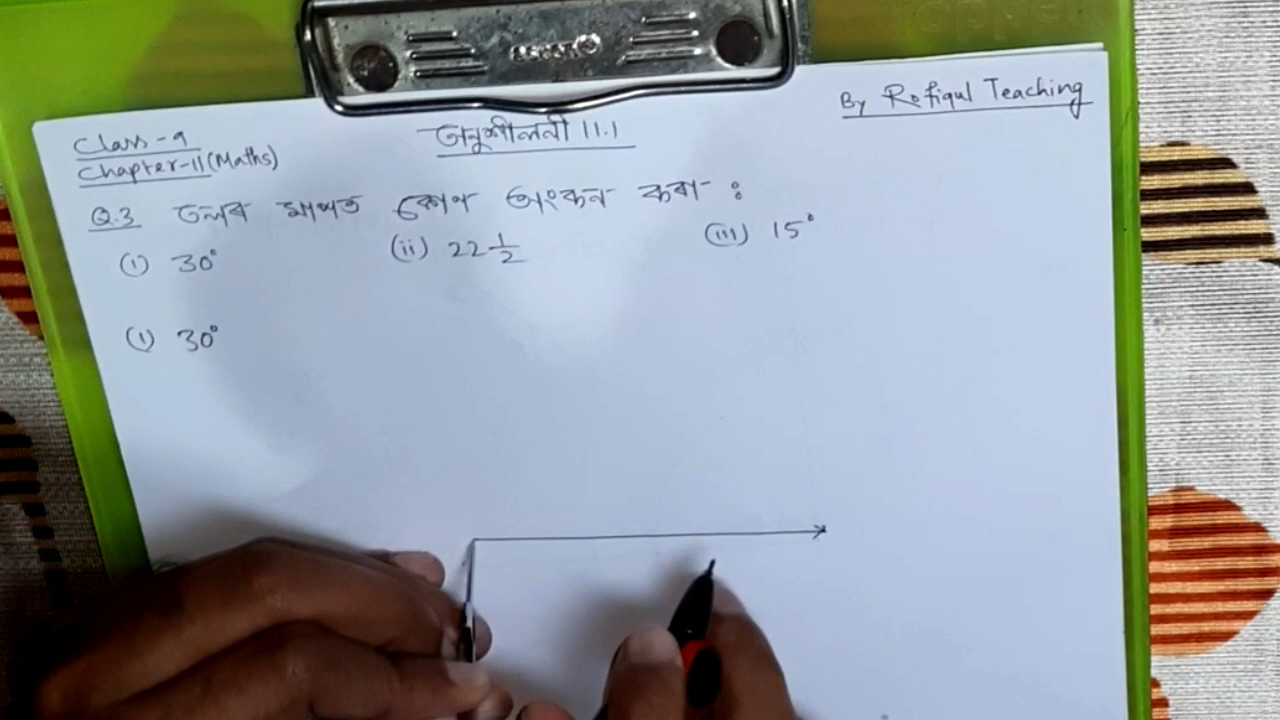 By Rofiqul Teaching
Class - 9
Chapter-11 (Maths)
অনুশীলনী 11.1
Q.3 তলৰ মাপত কোণ অংকন কৰা :
(i) 30° (ii) 22 1/2 (iii) 15°
(i) 30°